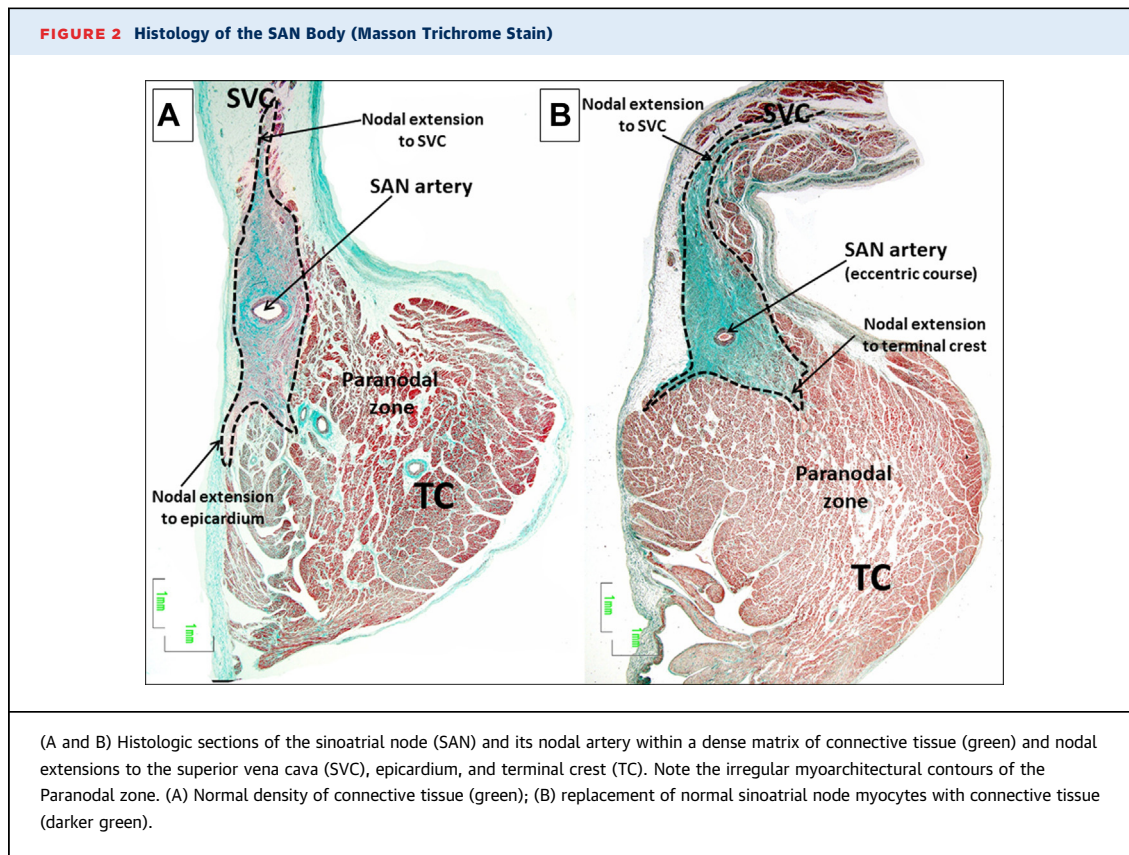 FIGURE 2 Histology of the SAN Body (Masson Trichrome Stain)
A
SVC
Nodal extension
to SVC
SAN artery
Paranodal
zone
TC
Nodal extension
to epicardium
1mm
1mm
B
Nodal extension
to SVC
SVC
SAN artery
(eccentric course)
Nodal extension
to terminal crest
Paranodal
zone
TC
1mm
1mm
(A and B) Histologic sections of the sinoatrial node (SAN) and its nodal artery within a dense matrix of connective tissue (green) and nodal
extensions to the superior vena cava (SVC), epicardium, and terminal crest (TC). Note the irregular myoarchitectural contours of the
Paranodal zone. (A) Normal density of connective tissue (green); (B) replacement of normal sinoatrial node myocytes with connective tissue
(darker green).